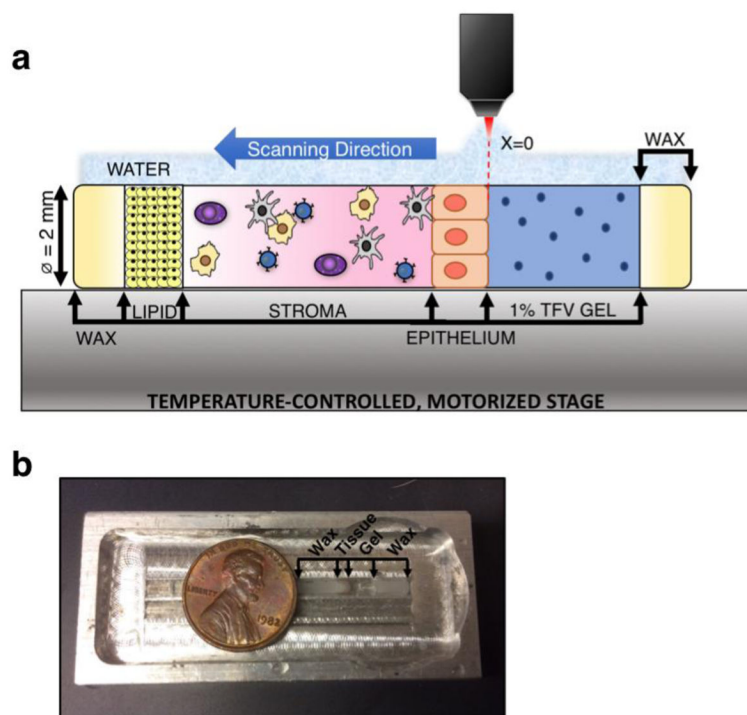 a
X=0
WAX
Scanning Direction
WATER
ø = 2 mm
LIPID
STROMA
1% TFV GEL
WAX
EPITHELIUM
TEMPERATURE-CONTROLLED, MOTORIZED STAGE
b
Wax
Tissue
Gel
Wax
LIBERTY
1982